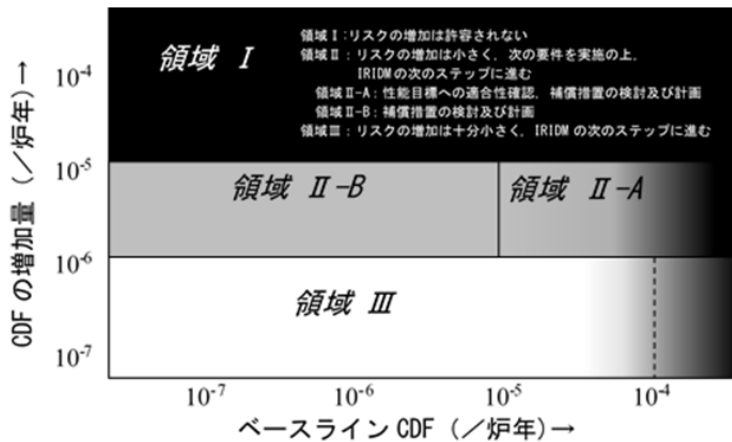 領域 Ⅰ
領域Ⅰ：リスクの増加は許容されない
領域Ⅱ：リスクの増加は小さく、次の要件を実施の上，
IRIDMの次のステップに進む
領域Ⅱ-A：性能目標への適合性確認，補償措置の検討及び計画
領域Ⅱ-B：補償措置の検討及び計画
領域Ⅲ：リスクの増加は十分小さく，IRIDMの次のステップに進む
領域 Ⅱ-B
領域 Ⅱ-A
領域 Ⅲ
CDFの増加量（／炉年）→
10⁻⁴
10⁻⁵
10⁻⁶
10⁻⁷
10⁻⁷
10⁻⁶
10⁻⁵
10⁻⁴
ベースラインCDF（／炉年）→